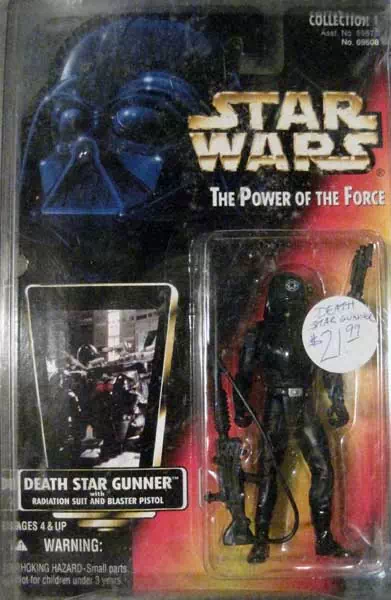 COLLECTION 1
Asst. No. 69570
No. 69608
STAR
WARS
THE POWER OF THE FORCE
DEATH
STAR GUNNER
$21.99
DEATH STAR GUNNER™
with
RADIATION SUIT AND BLASTER PISTOL
AGES 4 & UP
WARNING:
CHOKING HAZARD-Small parts.
Not for children under 3 years.